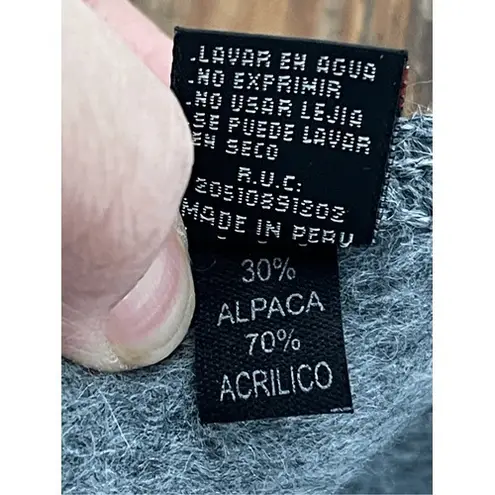 .LAVAR EN AGUA
.NO EXPRIMIR
.NO USAR LEJIA
.SE PUEDE LAVAR
EN SECO
R.U.C:
20510891202
MADE IN PERU
30%
ALPACA
70%
ACRILICO